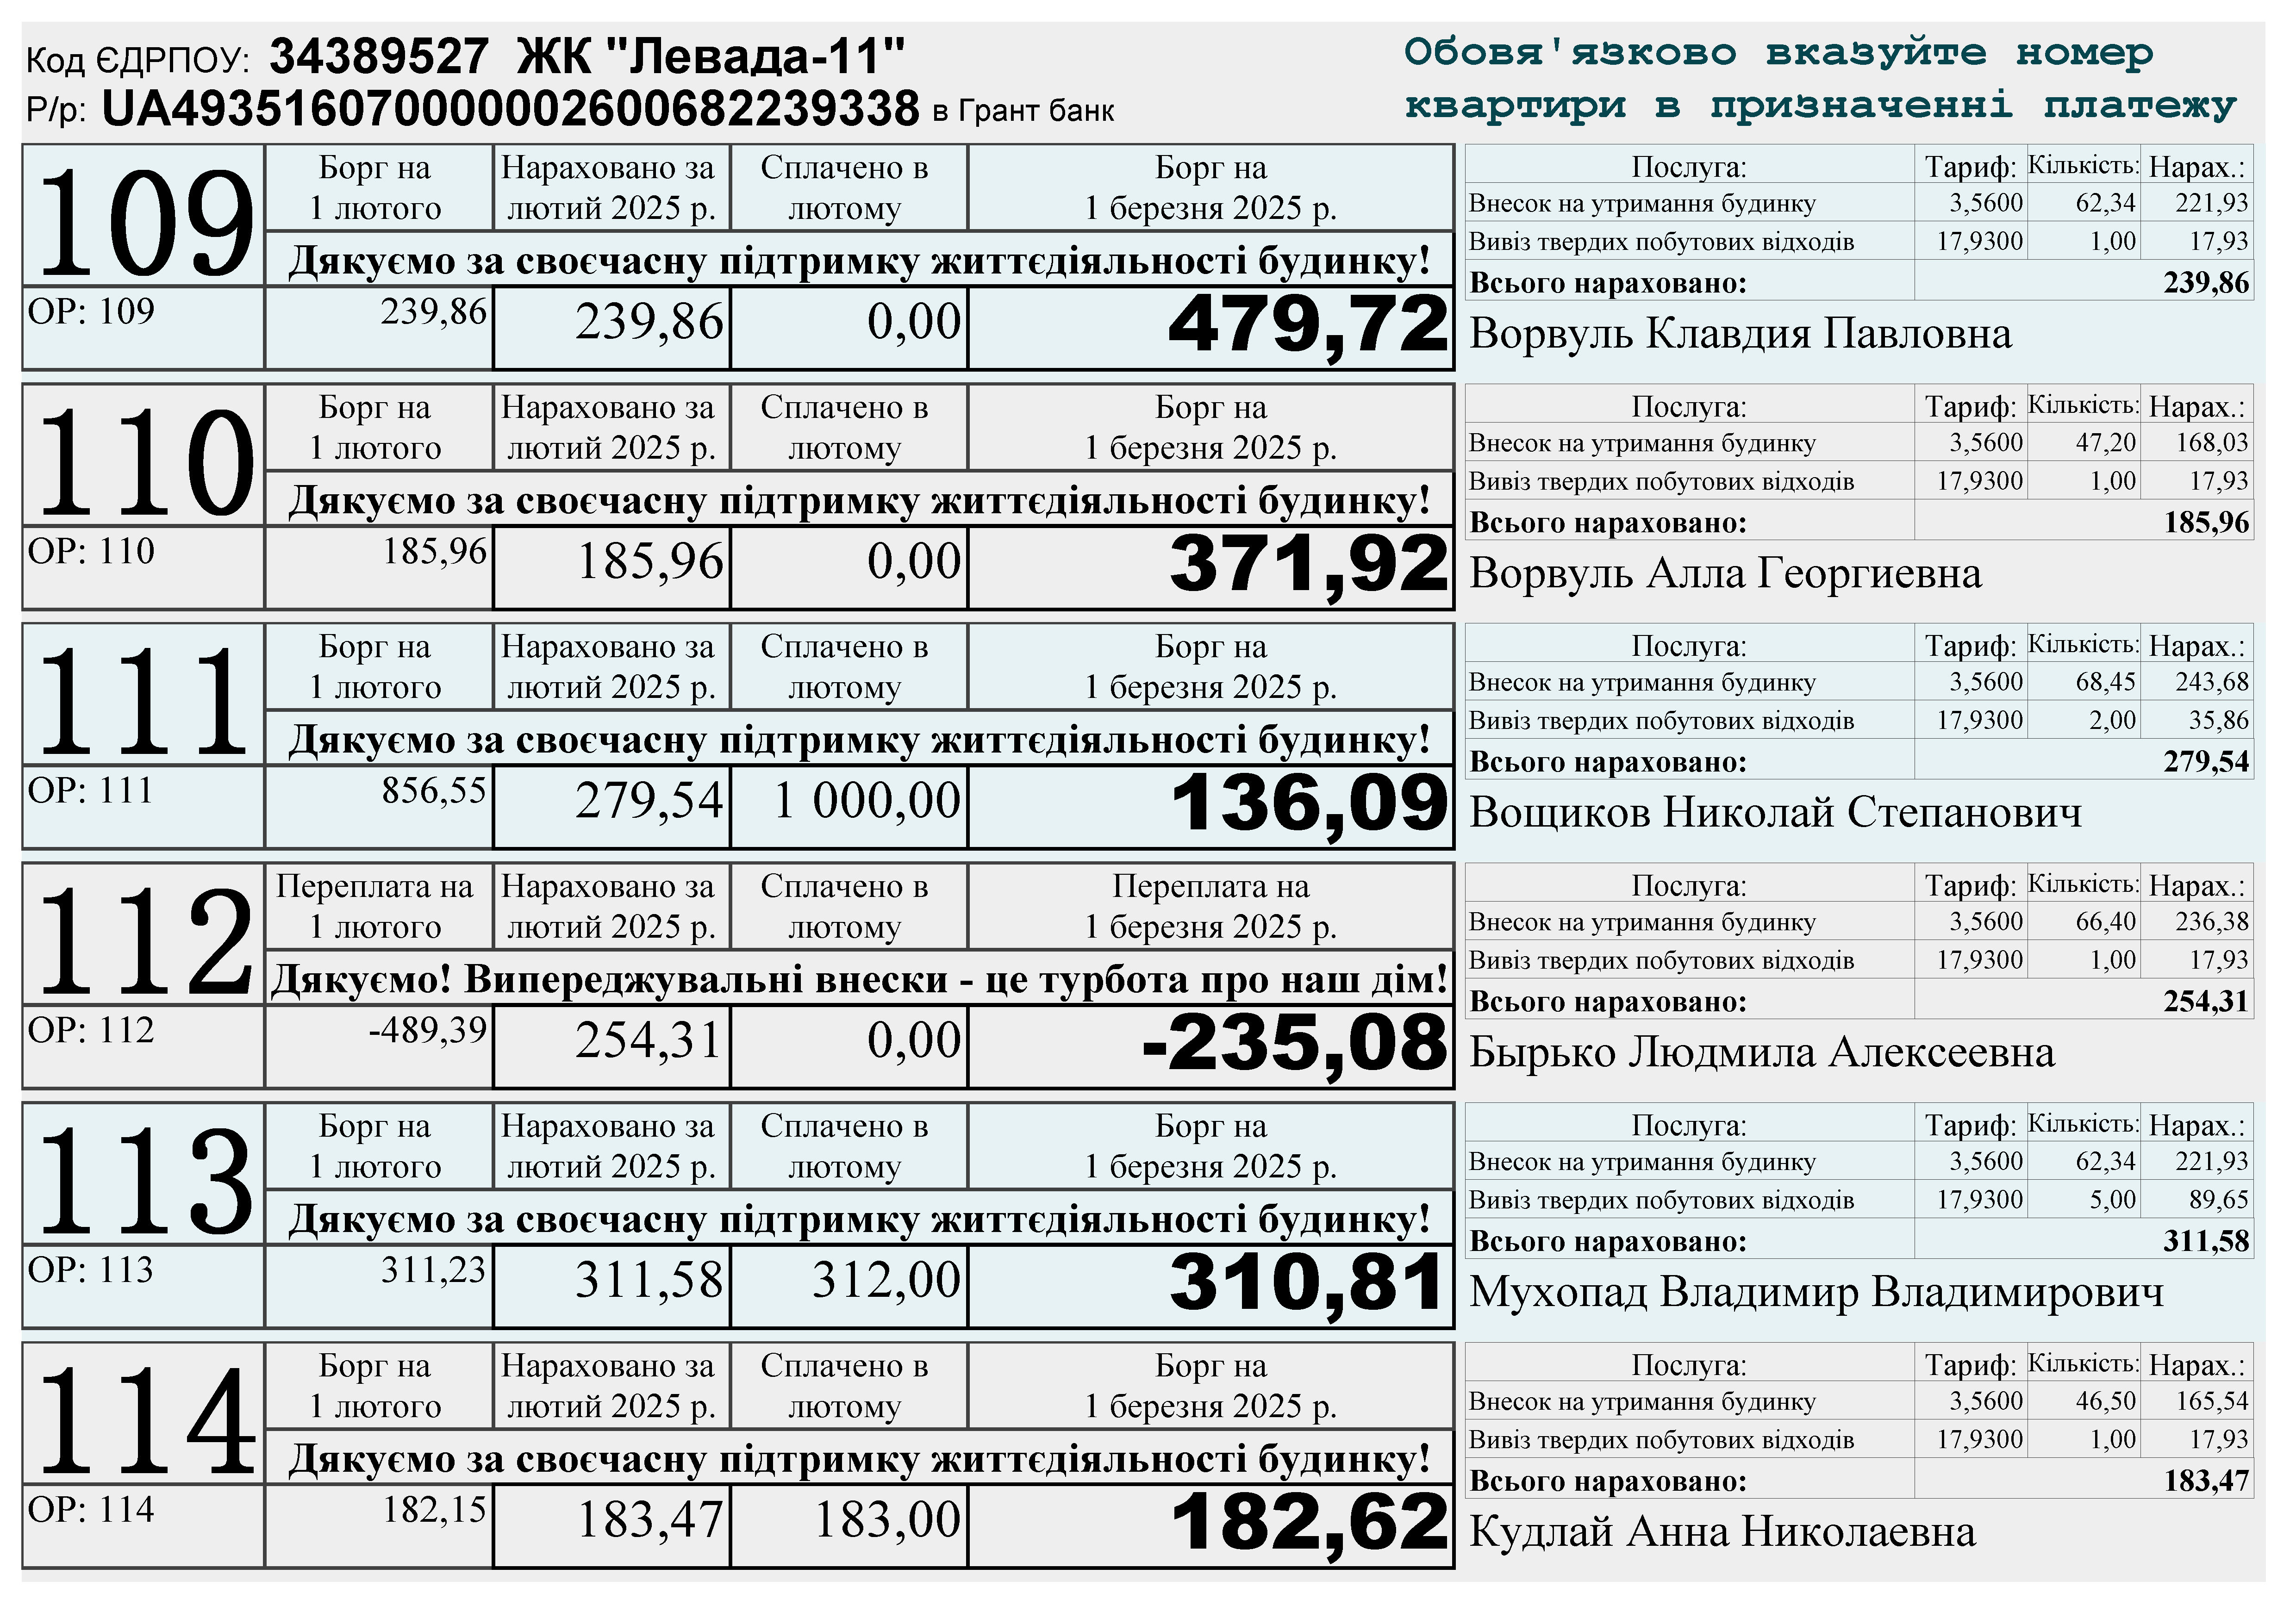 Код ЄДРПОУ: 34389527 ЖК "Левада-11"
Р/р: UA493516070000002600682239338 в Грант банк
Обовя'язково вказуйте номер
квартири в призначенні платежу
109
Борг на 1 лютого
Нараховано за лютий 2025 р.
Сплачено в лютому
Борг на 1 березня 2025 р.
Дякуємо за своєчасну підтримку життєдіяльності будинку!
ОР: 109 239,86 239,86 0,00 479,72
Послуга: Тариф: Кількість: Нарах.:
Внесок на утримання будинку 3,5600 62,34 221,93
Вивіз твердих побутових відходів 17,9300 1,00 17,93
Всього нараховано: 239,86
Ворвуль Клавдия Павловна
110
Борг на 1 лютого
Нараховано за лютий 2025 р.
Сплачено в лютому
Борг на 1 березня 2025 р.
Дякуємо за своєчасну підтримку життєдіяльності будинку!
ОР: 110 185,96 185,96 0,00 371,92
Послуга: Тариф: Кількість: Нарах.:
Внесок на утримання будинку 3,5600 47,20 168,03
Вивіз твердих побутових відходів 17,9300 1,00 17,93
Всього нараховано: 185,96
Ворвуль Алла Георгиевна
111
Борг на 1 лютого
Нараховано за лютий 2025 р.
Сплачено в лютому
Борг на 1 березня 2025 р.
Дякуємо за своєчасну підтримку життєдіяльності будинку!
ОР: 111 856,55 279,54 1 000,00 136,09
Послуга: Тариф: Кількість: Нарах.:
Внесок на утримання будинку 3,5600 68,45 243,68
Вивіз твердих побутових відходів 17,9300 2,00 35,86
Всього нараховано: 279,54
Вощиков Николай Степанович
112
Переплата на 1 лютого
Нараховано за лютий 2025 р.
Сплачено в лютому
Переплата на 1 березня 2025 р.
Дякуємо! Випереджувальні внески - це турбота про наш дім!
ОР: 112 -489,39 254,31 0,00 -235,08
Послуга: Тариф: Кількість: Нарах.:
Внесок на утримання будинку 3,5600 66,40 236,38
Вивіз твердих побутових відходів 17,9300 1,00 17,93
Всього нараховано: 254,31
Бырько Людмила Алексеевна
113
Борг на 1 лютого
Нараховано за лютий 2025 р.
Сплачено в лютому
Борг на 1 березня 2025 р.
Дякуємо за своєчасну підтримку життєдіяльності будинку!
ОР: 113 311,23 311,58 312,00 310,81
Послуга: Тариф: Кількість: Нарах.:
Внесок на утримання будинку 3,5600 62,34 221,93
Вивіз твердих побутових відходів 17,9300 5,00 89,65
Всього нараховано: 311,58
Мухопад Владимир Владимирович
114
Борг на 1 лютого
Нараховано за лютий 2025 р.
Сплачено в лютому
Борг на 1 березня 2025 р.
Дякуємо за своєчасну підтримку життєдіяльності будинку!
ОР: 114 182,15 183,47 183,00 182,62
Послуга: Тариф: Кількість: Нарах.:
Внесок на утримання будинку 3,5600 46,50 165,54
Вивіз твердих побутових відходів 17,9300 1,00 17,93
Всього нараховано: 183,47
Кудлай Анна Николаевна